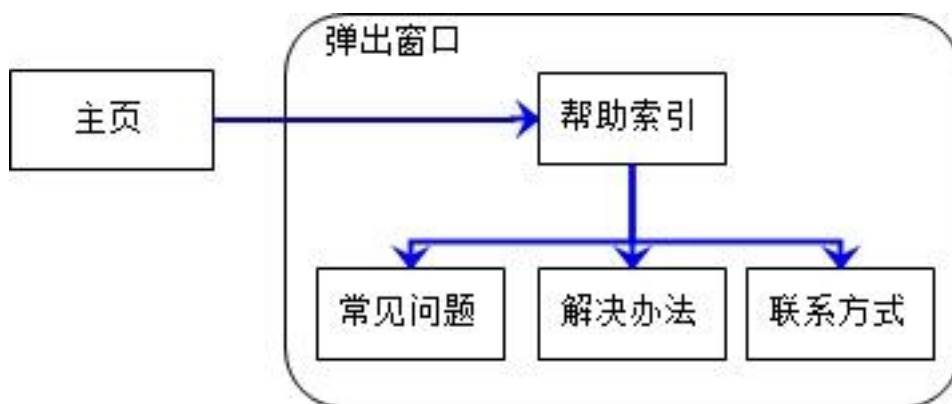 弹出窗口
主页
帮助索引
常见问题
解决办法
联系方式